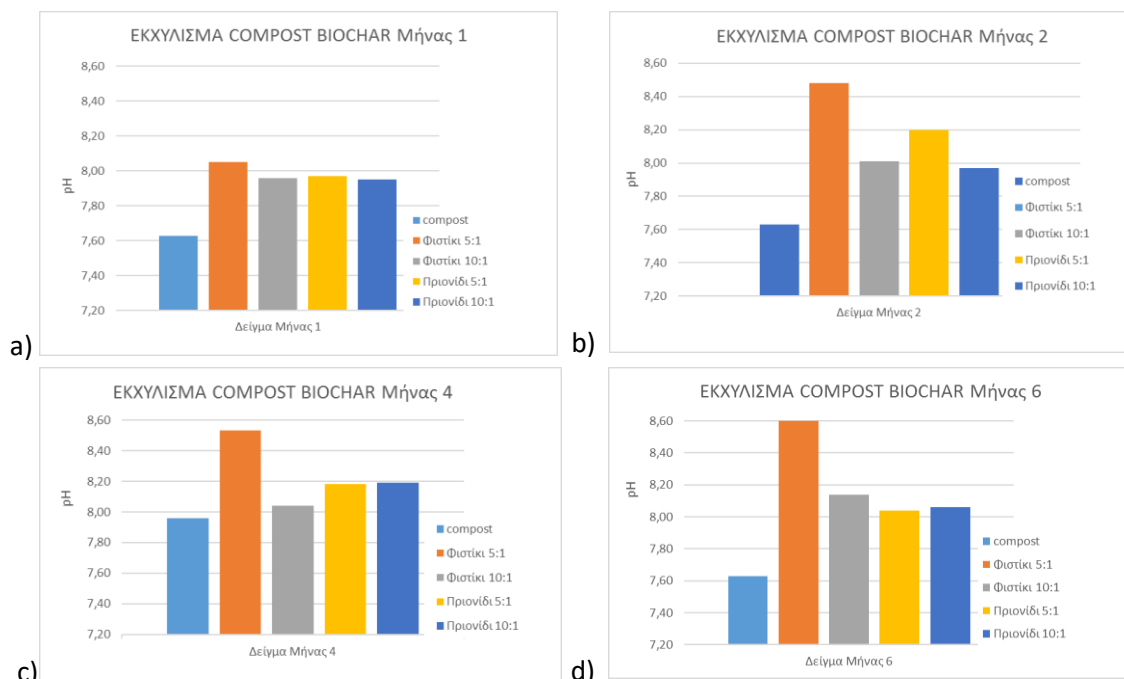 ΕΚΧΥΛΙΣΜΑ COMPOST BIOCHAR Μήνας 1
8,60
8,40
8,20
8,00
7,80
7,60
7,40
7,20
pH
compost
Φιστίκι 5:1
Φιστίκι 10:1
Πριονίδι 5:1
Πριονίδι 10:1
Δείγμα Μήνας 1
a)
ΕΚΧΥΛΙΣΜΑ COMPOST BIOCHAR Μήνας 2
8,60
8,40
8,20
8,00
7,80
7,60
7,40
7,20
pH
compost
Φιστίκι 5:1
Φιστίκι 10:1
Πριονίδι 5:1
Πριονίδι 10:1
Δείγμα Μήνας 2
b)
ΕΚΧΥΛΙΣΜΑ COMPOST BIOCHAR Μήνας 4
8,60
8,40
8,20
8,00
7,80
7,60
7,40
7,20
pH
compost
Φιστίκι 5:1
Φιστίκι 10:1
Πριονίδι 5:1
Πριονίδι 10:1
Δείγμα Μήνας 4
c)
ΕΚΧΥΛΙΣΜΑ COMPOST BIOCHAR Μήνας 6
8,60
8,40
8,20
8,00
7,80
7,60
7,40
7,20
pH
compost
Φιστίκι 5:1
Φιστίκι 10:1
Πριονίδι 5:1
Πριονίδι 10:1
Δείγμα Μήνας 6
d)